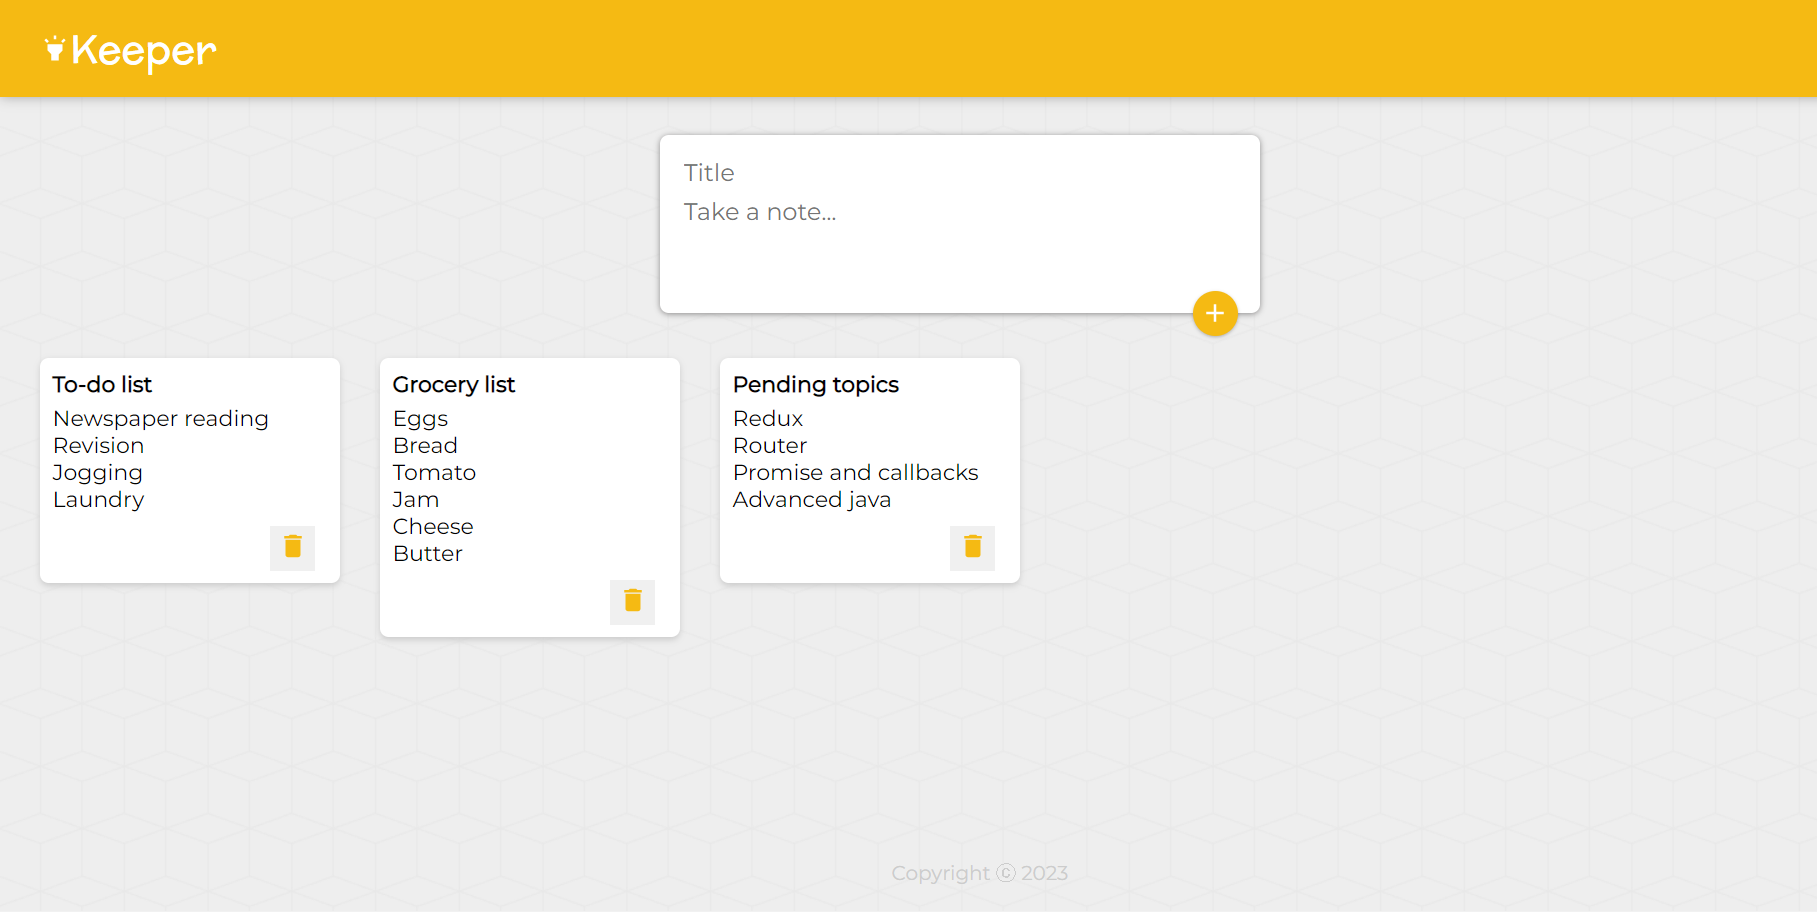 Keeper
Title
Take a note...
To-do list
Newspaper reading
Revision
Jogging
Laundry
Grocery list
Eggs
Bread
Tomato
Jam
Cheese
Butter
Pending topics
Redux
Router
Promise and callbacks
Advanced java
Copyright ⓒ 2023